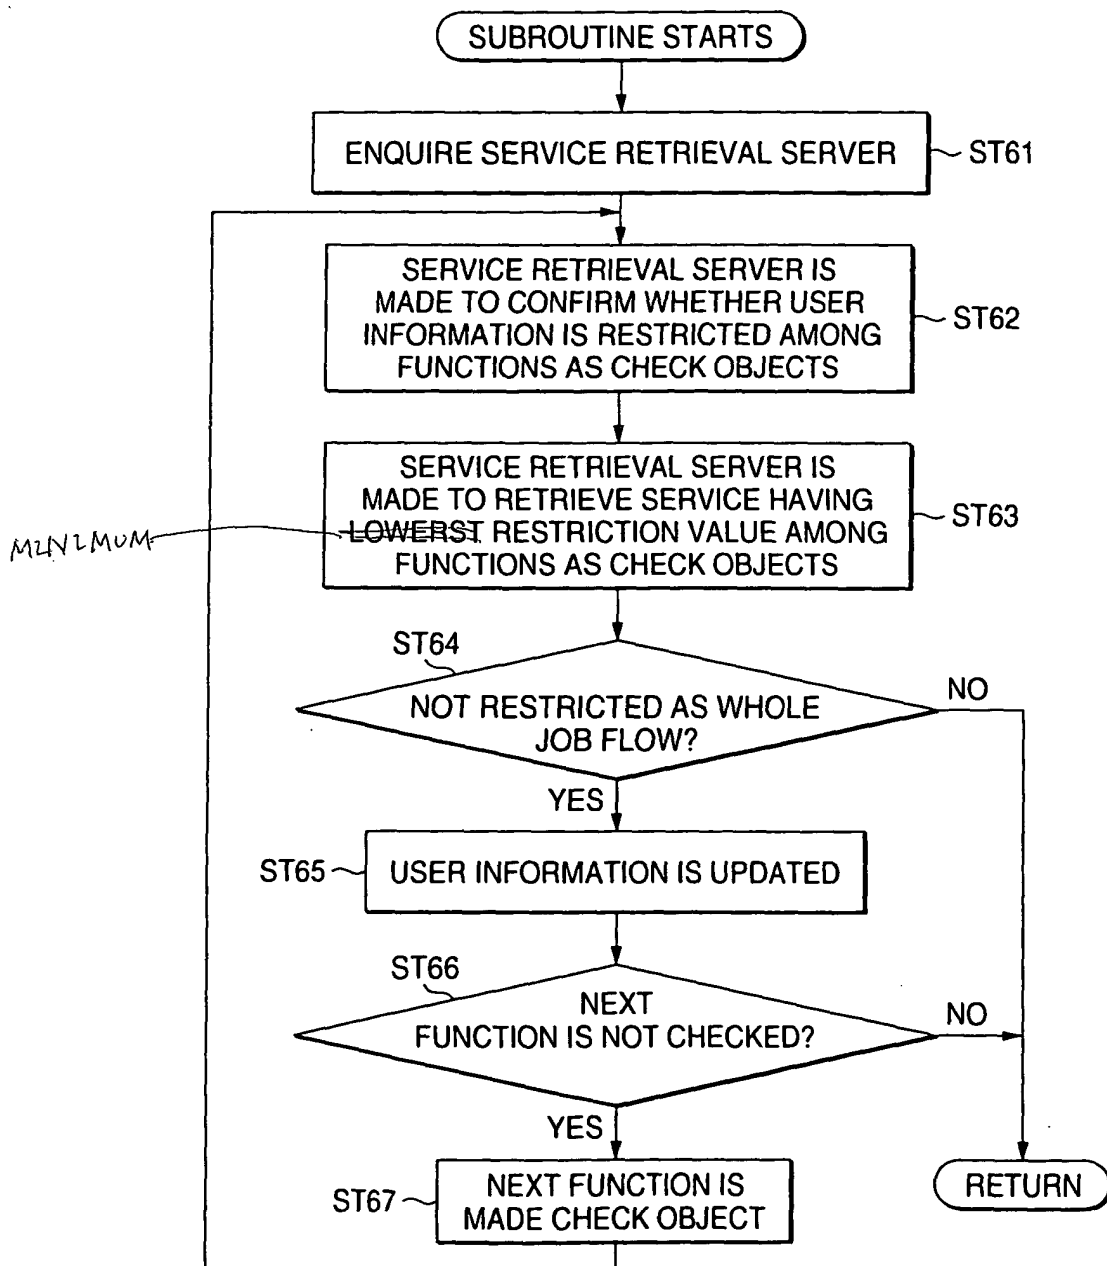 SUBROUTINE STARTS
ENQUIRE SERVICE RETRIEVAL SERVER
ST61
SERVICE RETRIEVAL SERVER IS
MADE TO CONFIRM WHETHER USER
INFORMATION IS RESTRICTED AMONG
FUNCTIONS AS CHECK OBJECTS
ST62
SERVICE RETRIEVAL SERVER IS
MADE TO RETRIEVE SERVICE HAVING
LOWERST RESTRICTION VALUE AMONG
FUNCTIONS AS CHECK OBJECTS
ST63
MINIMUM
ST64
NOT RESTRICTED AS WHOLE
JOB FLOW?
NO
YES
ST65
USER INFORMATION IS UPDATED
ST66
NEXT
FUNCTION IS NOT CHECKED?
NO
YES
ST67
NEXT FUNCTION IS
MADE CHECK OBJECT
RETURN